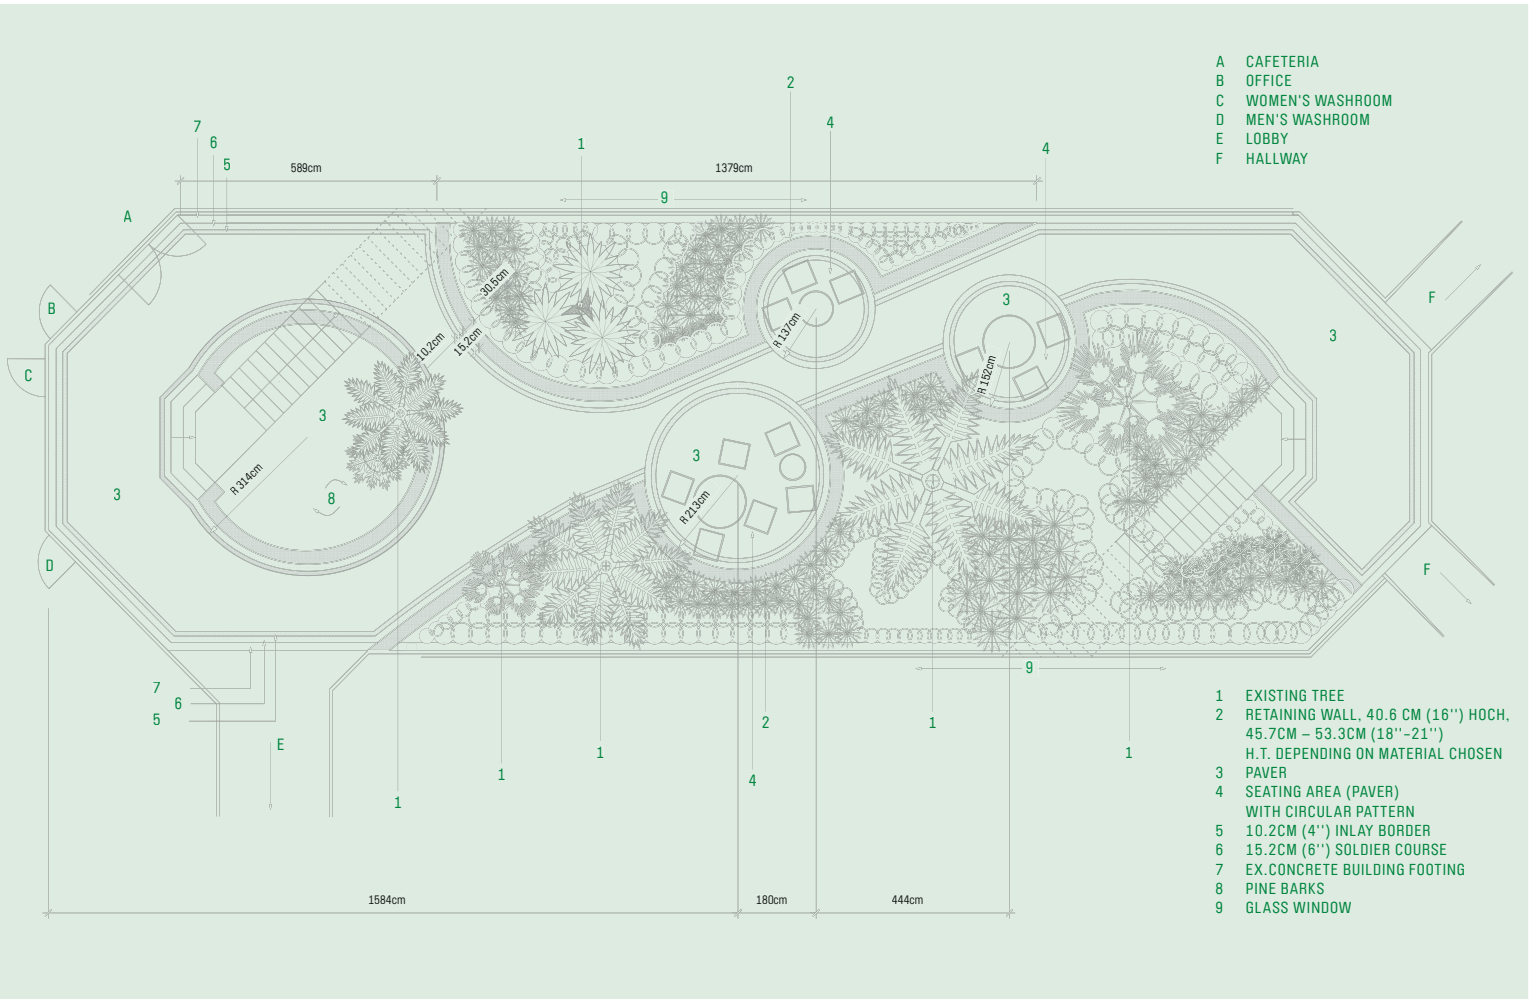 A CAFETERIA
B OFFICE
C WOMEN'S WASHROOM
D MEN'S WASHROOM
E LOBBY
F HALLWAY
2
4
7
6
5
1
4
589cm
1379cm
9
A
30.5cm
F
3
B
R 137cm
3
10.2cm
15.2cm
C
R 152cm
3
3
R 314cm
3
8
R 213cm
D
F
9
7
6
5
2
1
E
1
1
1
4
1
1 EXISTING TREE
2 RETAINING WALL, 40.6 CM (16'') HOCH,
45.7CM – 53.3CM (18''-21'')
H.T. DEPENDING ON MATERIAL CHOSEN
3 PAVER
4 SEATING AREA (PAVER)
WITH CIRCULAR PATTERN
5 10.2CM (4'') INLAY BORDER
6 15.2CM (6'') SOLDIER COURSE
7 EX.CONCRETE BUILDING FOOTING
8 PINE BARKS
9 GLASS WINDOW
1584cm
180cm
444cm